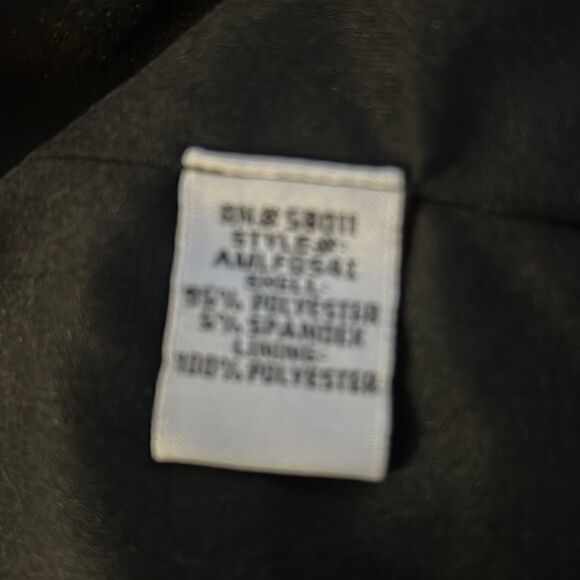 STYLE#:
SHELL:
95% POLYESTER
5% SPANDEX
LINING:
100% POLYESTER